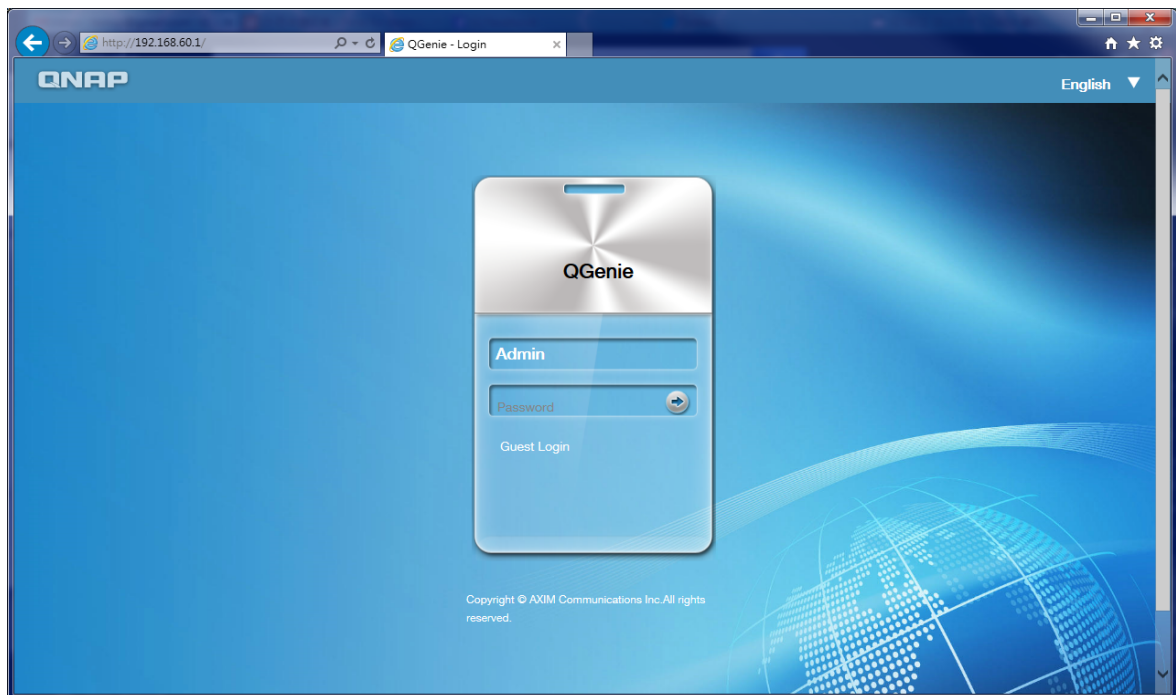 http://192.168.60.1/
QGenie - Login
QNAP
English
QGenie
Admin
Password
Guest Login
Copyright © AXIM Communications Inc.All rights
reserved.